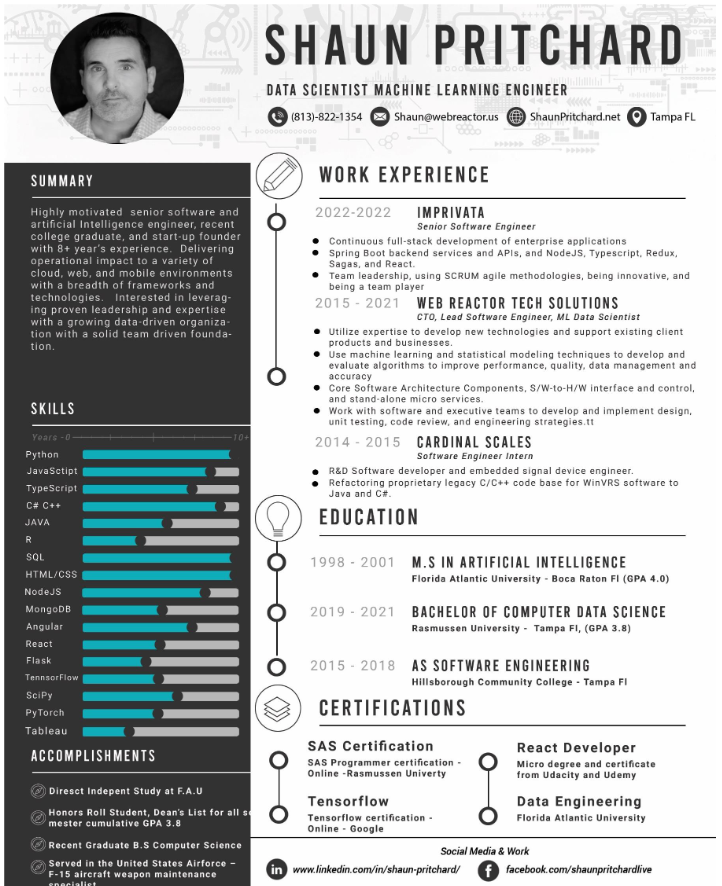 SHAUN PRITCHARD
DATA SCIENTIST MACHINE LEARNING ENGINEER
(813)-822-1354 Shaun@webreactor.us ShaunPritchard.net Tampa FL
SUMMARY
Highly motivated senior software and
artificial Intelligence engineer, recent
college graduate, and start-up founder
with 8+ year's experience. Delivering
operational impact to a variety of
cloud, web, and mobile environments
with a breadth of frameworks and
technologies. Interested in leverag-
ing proven leadership and expertise
with a growing data-driven organiza-
tion with a solid team driven founda-
tion.
SKILLS
Years -0 10+
Python
JavaSctipt
TypeScript
C# C++
JAVA
R
SQL
HTML/CSS
NodeJS
MongoDB
Angular
React
Flask
TennsorFlow
SciPy
PyTorch
Tableau
ACCOMPLISHMENTS
Diresct Indepent Study at F.A.U
Honors Roll Student, Dean's List for all se
mester cumulative GPA 3.8
Recent Graduate B.S Computer Science
Served in the United States Airforce –
F-15 aircraft weapon maintenance
specialist
WORK EXPERIENCE
2022-2022 IMPRIVATA
Senior Software Engineer
● Continuous full-stack development of enterprise applications
● Spring Boot backend services and APIs, and NodeJS, Typescript, Redux,
Sagas, and React.
● Team leadership, using SCRUM agile methodologies, being innovative, and
being a team player
2015 - 2021 WEB REACTOR TECH SOLUTIONS
CTO, Lead Software Engineer, ML Data Scientist
● Utilize expertise to develop new technologies and support existing client
products and businesses.
● Use machine learning and statistical modeling techniques to develop and
evaluate algorithms to improve performance, quality, data management and
accuracy
● Core Software Architecture Components, S/W-to-H/W interface and control,
and stand-alone micro services.
● Work with software and executive teams to develop and implement design,
unit testing, code review, and engineering strategies.tt
2014 - 2015 CARDINAL SCALES
Software Engineer Intern
● R&D Software developer and embedded signal device engineer.
● Refactoring proprietary legacy C/C++ code base for WinVRS software to
Java and C#.
EDUCATION
1998 - 2001 M.S IN ARTIFICIAL INTELLIGENCE
Florida Atlantic University - Boca Raton Fl (GPA 4.0)
2019 - 2021 BACHELOR OF COMPUTER DATA SCIENCE
Rasmussen University - Tampa Fl, (GPA 3.8)
2015 - 2018 AS SOFTWARE ENGINEERING
Hillsborough Community College - Tampa Fl
CERTIFICATIONS
SAS Certification
SAS Programmer certification -
Online -Rasmussen Univerty
Tensorflow
Tensorflow certification -
Online - Google
React Developer
Micro degree and certificate
from Udacity and Udemy
Data Engineering
Florida Atlantic University
Social Media & Work
in www.linkedin.com/in/shaun-pritchard/ f facebook.com/shaunpritchardlive